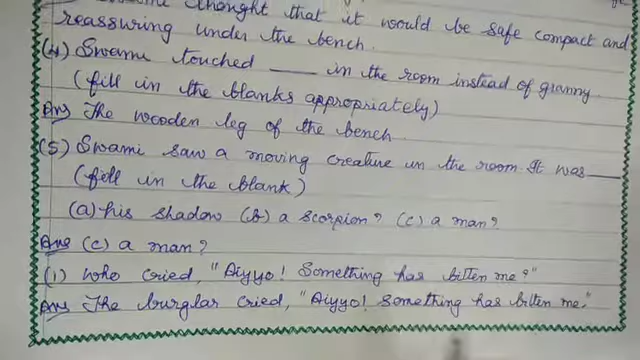 thought that it would be safe compact and
reassuring under the bench.
(4) Swami touched ___ in the room instead of granny
(fill in the blanks appropriately)
Ans The wooden leg of the bench
(5) Swami saw a moving creature in the room It was ___
(fill in the blank)
(a) his shadow (b) a scorpion? (c) a man?
Ans (c) a man?
(1) Who cried, "Aiyyo! Something has bitten me?"
Ans The burglar cried, "Aiyyo! Something has bitten me."